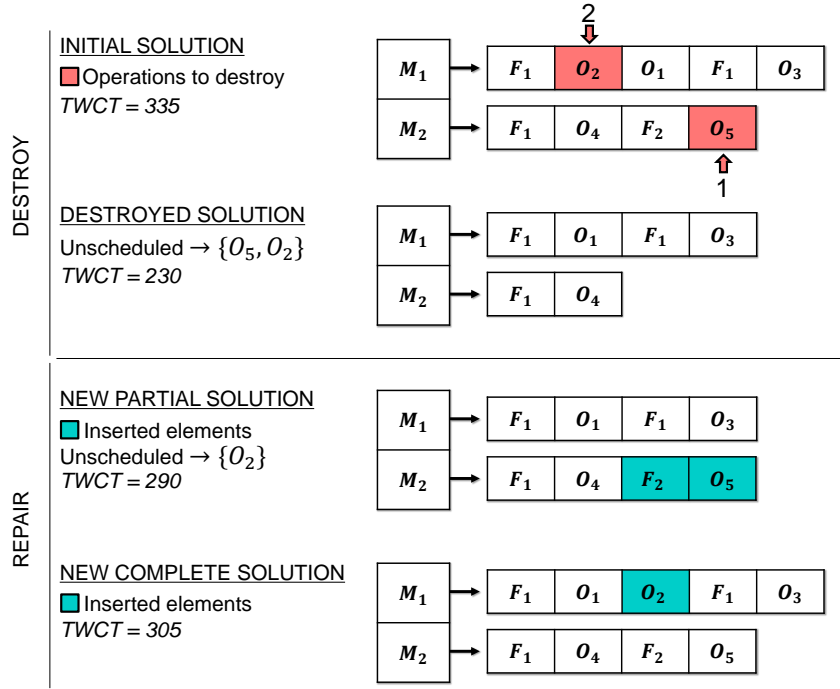 DESTROY
INITIAL SOLUTION
Operations to destroy
TWCT = 335
2
M₁ F₁ O₂ O₁ F₁ O₃
M₂ F₁ O₄ F₂ O₅
1
DESTROYED SOLUTION
Unscheduled → {O₅, O₂}
TWCT = 230
M₁ F₁ O₁ F₁ O₃
M₂ F₁ O₄
REPAIR
NEW PARTIAL SOLUTION
Inserted elements
Unscheduled → {O₂}
TWCT = 290
M₁ F₁ O₁ F₁ O₃
M₂ F₁ O₄ F₂ O₅
NEW COMPLETE SOLUTION
Inserted elements
TWCT = 305
M₁ F₁ O₁ O₂ F₁ O₃
M₂ F₁ O₄ F₂ O₅